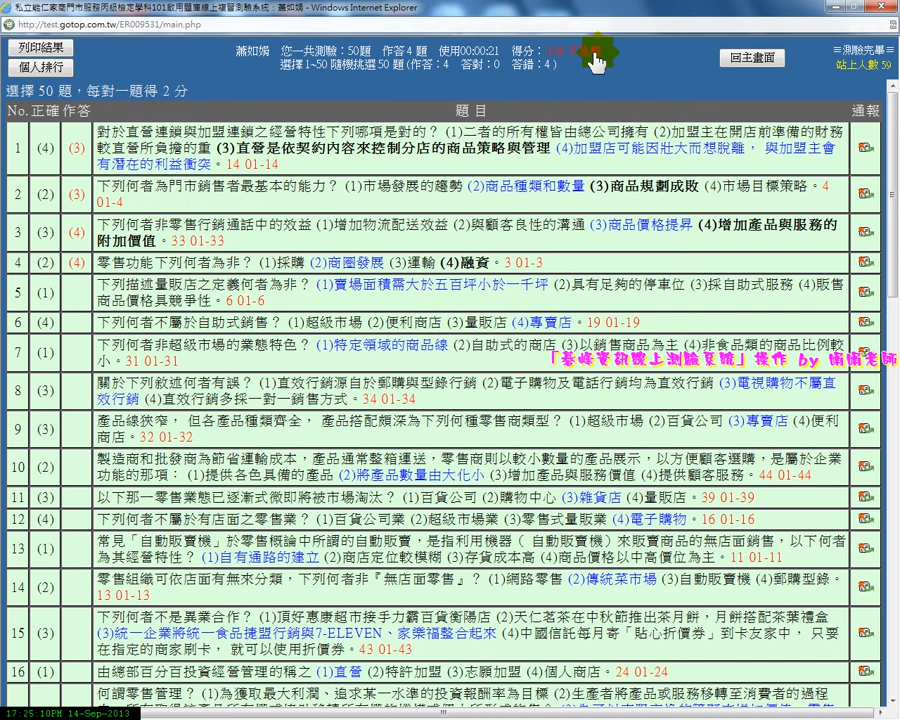 私立能仁家商門市服務丙級檢定學科101啟用題庫線上複習測驗系統：蕭如娟 - Windows Internet Explorer
http://test.gotop.com.tw/ER009531/main.php
列印結果
個人排行
蕭如娟 您一共測驗：50題 作答 4 題 使用00:00:21 得分：
選擇 1~50 隨機挑選 50 題 (作答：4 答對：0 答錯：4 )
回主畫面
≡測驗完畢≡
站上人數 59
選擇 50 題，每對一題得 2 分
No. 正確 作答 題 目 通報
1 (4) (3) 對於直營連鎖與加盟連鎖之經營特性下列哪項是對的？ (1)二者的所有權皆由總公司擁有 (2)加盟主在開店前準備的財務
較直營所負擔的重 (3)直營是依契約內容來控制分店的商品策略與管理 (4)加盟店可能因壯大而想脫離， 與加盟主會
有潛在的利益衝突。14 01-14
2 (2) (3) 下列何者為門市銷售者最基本的能力？ (1)市場發展的趨勢 (2)商品種類和數量 (3)商品規劃成敗 (4)市場目標策略。4
01-4
3 (3) (4) 下列何者非零售行銷通話中的效益 (1)增加物流配送效益 (2)與顧客良性的溝通 (3)商品價格提昇 (4)增加產品與服務的
附加價值。33 01-33
4 (2) (4) 零售功能下列何者為非？ (1)採購 (2)商圈發展 (3)運輸 (4)融資。3 01-3
5 (1) 下列描述量販店之定義何者為非？ (1)賣場面積需大於五百坪小於一千坪 (2)具有足夠的停車位 (3)採自助式服務 (4)販售
商品價格具競爭性。6 01-6
6 (4) 下列何者不屬於自助式銷售？ (1)超級市場 (2)便利商店 (3)量販店 (4)專賣店。19 01-19
7 (1) 下列何者非超級市場的業態特色？ (1)特定領域的商品線 (2)自助式的商店 (3)以銷售商品為主 (4)非食品類的商品比例較
小。31 01-31
「碁峰資訊線上測驗系統」操作 by 甫甫老師
8 (3) 關於下列敘述何者有誤？ (1)直效行銷源自於郵購與型錄行銷 (2)電子購物及電話行銷均為直效行銷 (3)電視購物不屬直
效行銷 (4)直效行銷多採一對一銷售方式。34 01-34
9 (3) 產品線狹窄， 但各產品種類齊全， 產品搭配頗深為下列何種零售商類型？ (1)超級市場 (2)百貨公司 (3)專賣店 (4)便利
商店。32 01-32
10 (2) 製造商和批發商為節省運輸成本，產品通常整箱運送，零售商則以較小數量的產品展示，以方便顧客選購，是屬於企業
功能的那項： (1)提供各色具備的產品 (2)將產品數量由大化小 (3)增加產品與服務價值 (4)提供顧客服務。44 01-44
11 (3) 以下那一零售業態已逐漸式微即將被市場淘汰？ (1)百貨公司 (2)購物中心 (3)雜貨店 (4)量販店。39 01-39
12 (4) 下列何者不屬於有店面之零售業？ (1)百貨公司業 (2)超級市場業 (3)零售式量販業 (4)電子購物。16 01-16
13 (1) 常見「自動販賣機」於零售概論中所謂的自動販賣，是指利用機器（ 自動販賣機）來販賣商品的無店面銷售，以下何者
為其經營特性？ (1)自有通路的建立 (2)商店定位較模糊 (3)存貨成本高 (4)商品價格以中高價位為主。11 01-11
14 (2) 零售組織可依店面有無來分類，下列何者非『無店面零售』？ (1)網路零售 (2)傳統菜市場 (3)自動販賣機 (4)郵購型錄。
13 01-13
15 (3) 下列何者不是異業合作？ (1)頂好惠康超市接手力霸百貨衡陽店 (2)天仁茗茶在中秋節推出茶月餅，月餅搭配茶葉禮盒
(3)統一企業將統一食品捷盟行銷與7-ELEVEN、家樂福整合起來 (4)中國信託每月寄「貼心折價券」到卡友家中， 只要
在指定的商家刷卡， 就可以使用折價券。43 01-43
16 (1) 由總部百分百投資經營管理的稱之 (1)直營 (2)特許加盟 (3)志願加盟 (4)個人商店。24 01-24
何謂零售管理？ (1)為獲取最大利潤、追求某一水準的投資報酬率為目標 (2)生產者將產品或服務移轉至消費者的過程
17:25:10PM 14-Sep-2013